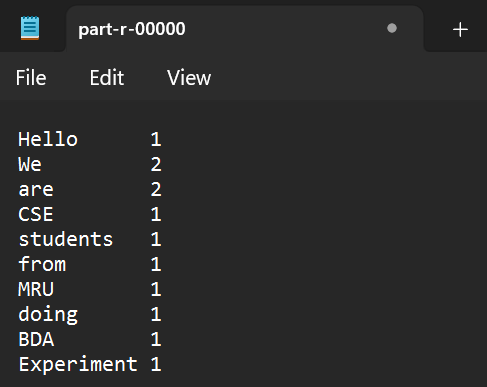 part-r-00000
File Edit View
Hello 1
We 2
are 2
CSE 1
students 1
from 1
MRU 1
doing 1
BDA 1
Experiment 1